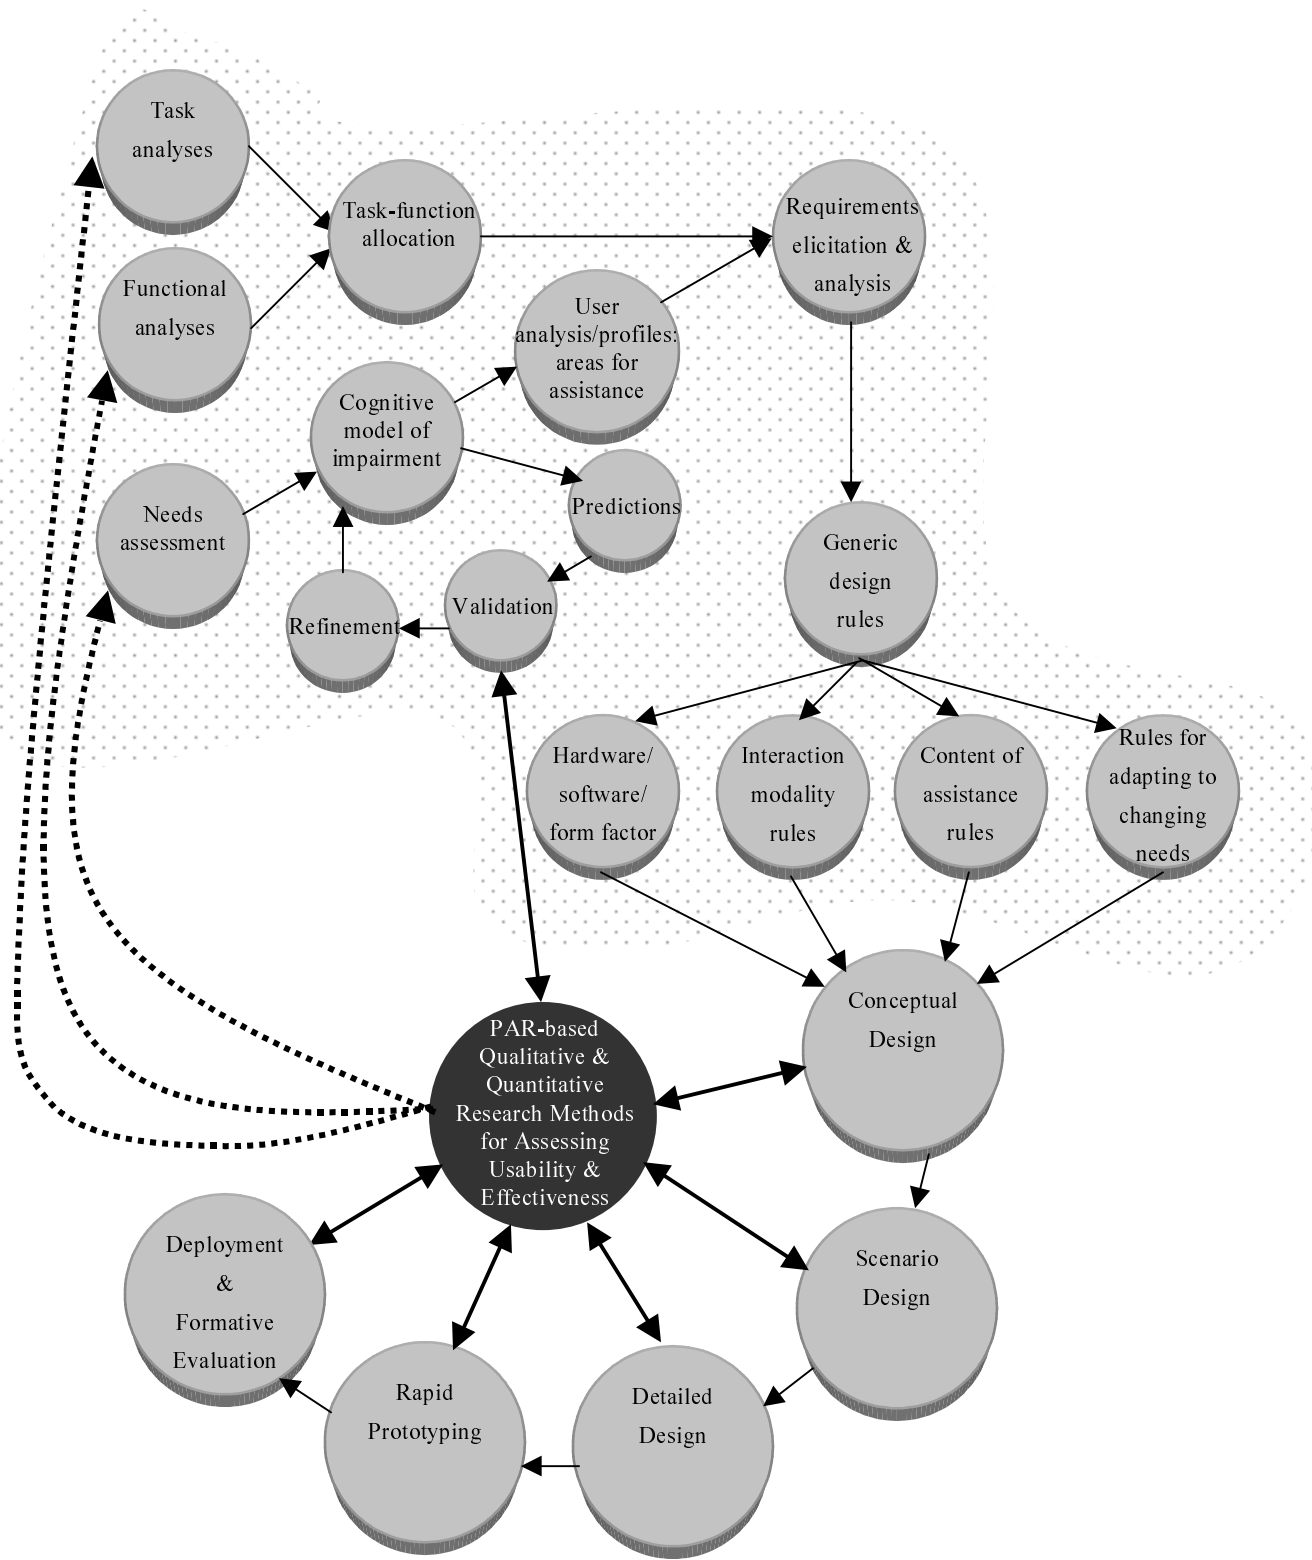 Task
analyses
Task-function
allocation
Requirements
elicitation &
analysis
Functional
analyses
User
analysis/profiles:
areas for
assistance
Cognitive
model of
impairment
Needs
assessment
Predictions
Validation
Refinement
Generic
design
rules
Hardware/
software/
form factor
Interaction
modality
rules
Content of
assistance
rules
Rules for
adapting to
changing
needs
Conceptual
Design
PAR-based
Qualitative &
Quantitative
Research Methods
for Assessing
Usability &
Effectiveness
Deployment
&
Formative
Evaluation
Scenario
Design
Rapid
Prototyping
Detailed
Design